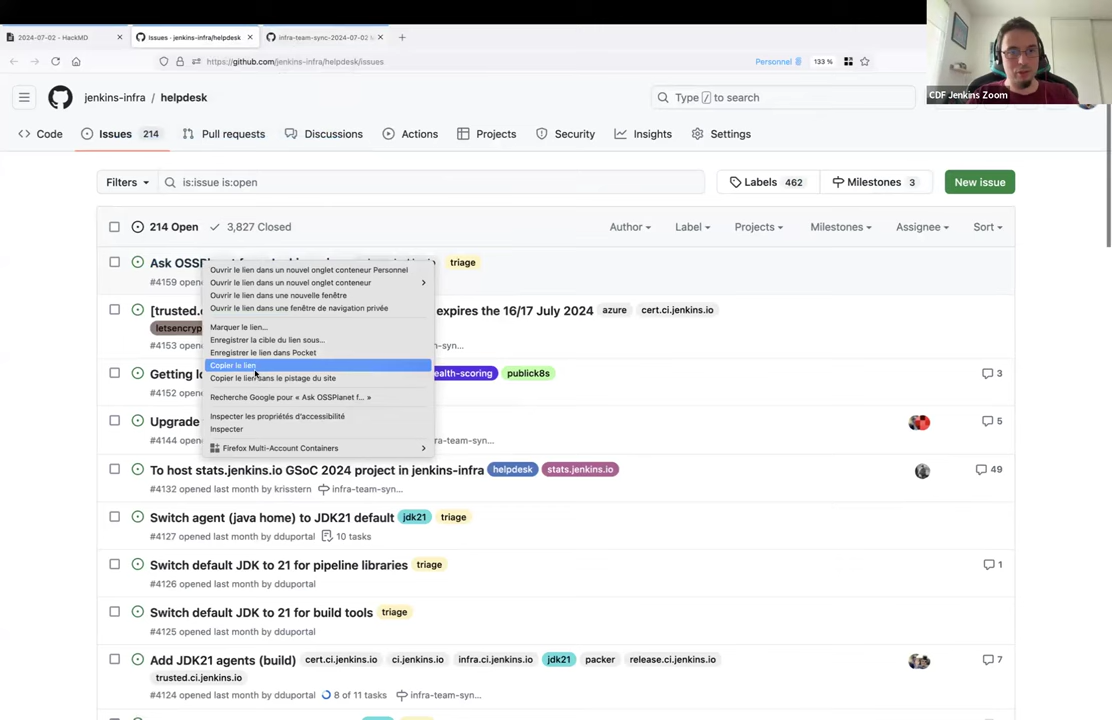 2024-07-02 - HackMD
Issues · jenkins-infra/helpdesk
infra-team-sync-2024-07-02
https://github.com/jenkins-infra/helpdesk/issues
Personnel
133 %
CDF Jenkins Zoom
jenkins-infra / helpdesk
Type / to search
Code
Issues 214
Pull requests
Discussions
Actions
Projects
Security
Insights
Settings
Filters
is:issue is:open
Labels 462
Milestones 3
New issue
214 Open
3,827 Closed
Author
Label
Projects
Milestones
Assignee
Sort
Ask OSSP
triage
#4159 opene
Ouvrir le lien dans un nouvel onglet conteneur Personnel
Ouvrir le lien dans un nouvel onglet conteneur
Ouvrir le lien dans une nouvelle fenêtre
Ouvrir le lien dans une fenêtre de navigation privée
Marquer le lien...
Enregistrer la cible du lien sous...
Enregistrer le lien dans Pocket
Copier le lien
Copier le lien sans le pistage du site
Recherche Google pour « Ask OSSPlanet f... »
Inspecter les propriétés d'accessibilité
Inspecter
Firefox Multi-Account Containers
[trusted.c
expires the 16/17 July 2024
azure
cert.ci.jenkins.io
letsencryp
#4153 opene
-syn...
Getting lo
ealth-scoring
publick8s
3
#4152 opene
Upgrade
5
#4144 opene
-team-syn...
To host stats.jenkins.io GSoC 2024 project in jenkins-infra
helpdesk
stats.jenkins.io
49
#4132 opened last month by krisstern
infra-team-syn...
Switch agent (java home) to JDK21 default
jdk21
triage
#4127 opened last month by dduportal
10 tasks
Switch default JDK to 21 for pipeline libraries
triage
1
#4126 opened last month by dduportal
Switch default JDK to 21 for build tools
triage
#4125 opened last month by dduportal
Add JDK21 agents (build)
cert.ci.jenkins.io
ci.jenkins.io
infra.ci.jenkins.io
jdk21
packer
release.ci.jenkins.io
7
trusted.ci.jenkins.io
#4124 opened last month by dduportal
8 of 11 tasks
infra-team-syn...